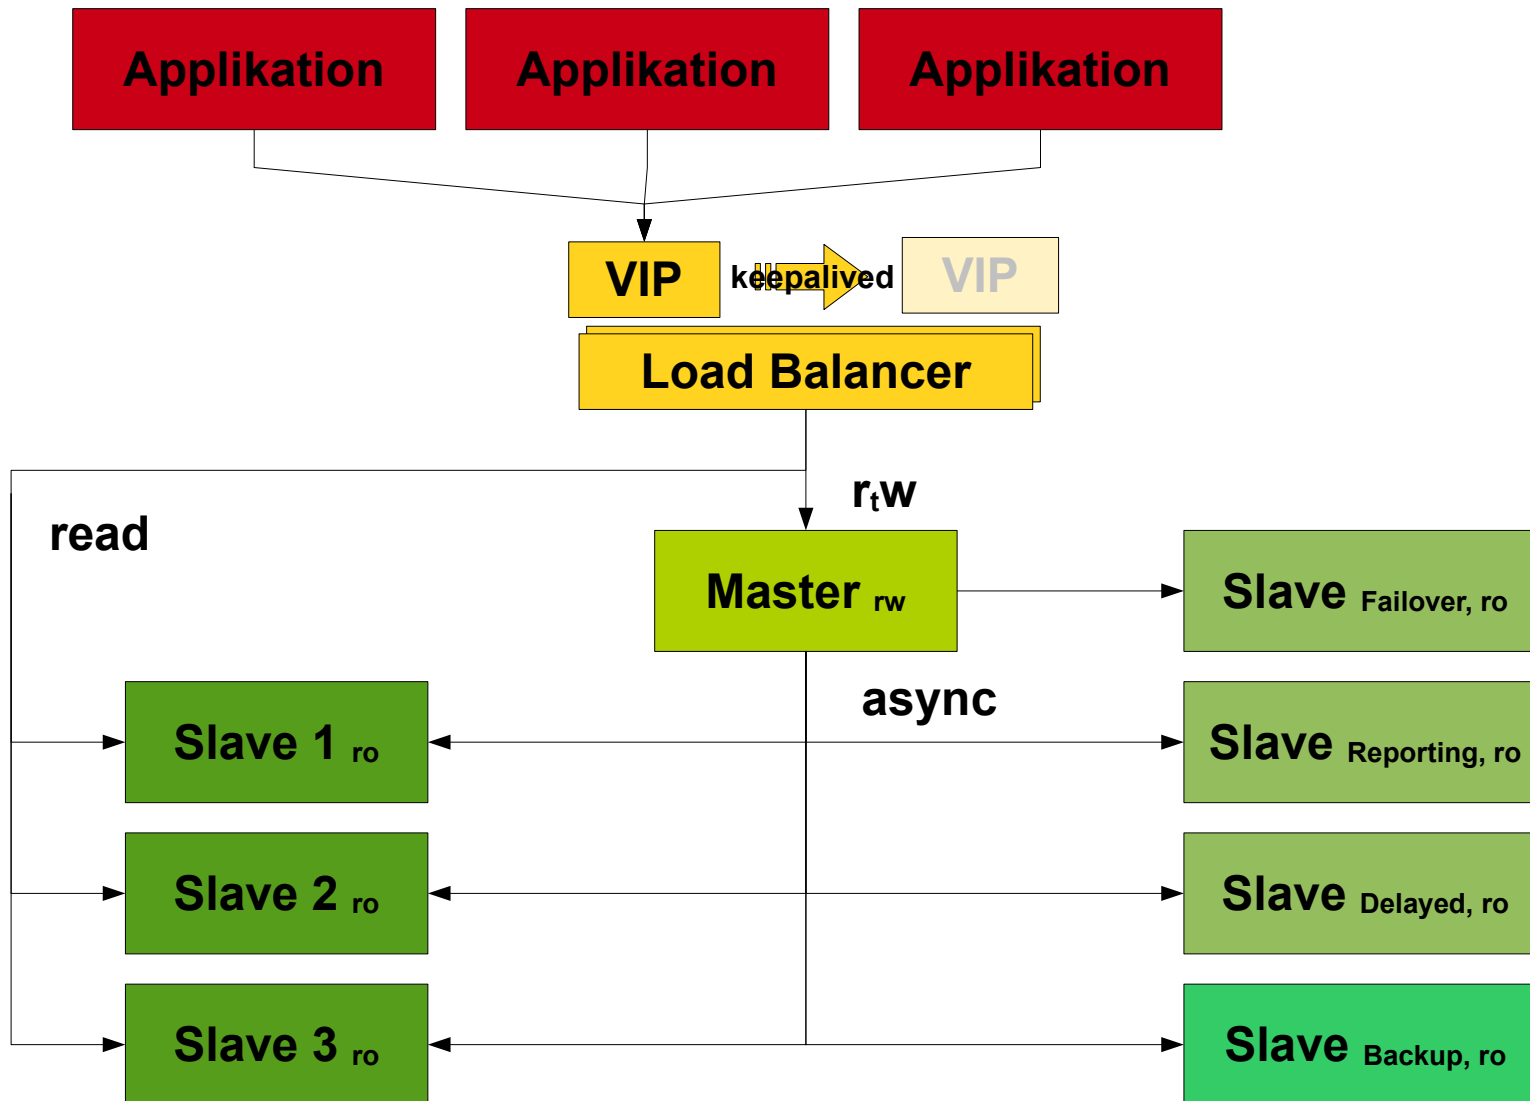 Applikation
Applikation
Applikation
VIP
keepalived
VIP
Load Balancer
rₜw
read
Master rw
Slave Failover, ro
async
Slave 1 ro
Slave Reporting, ro
Slave 2 ro
Slave Delayed, ro
Slave 3 ro
Slave Backup, ro